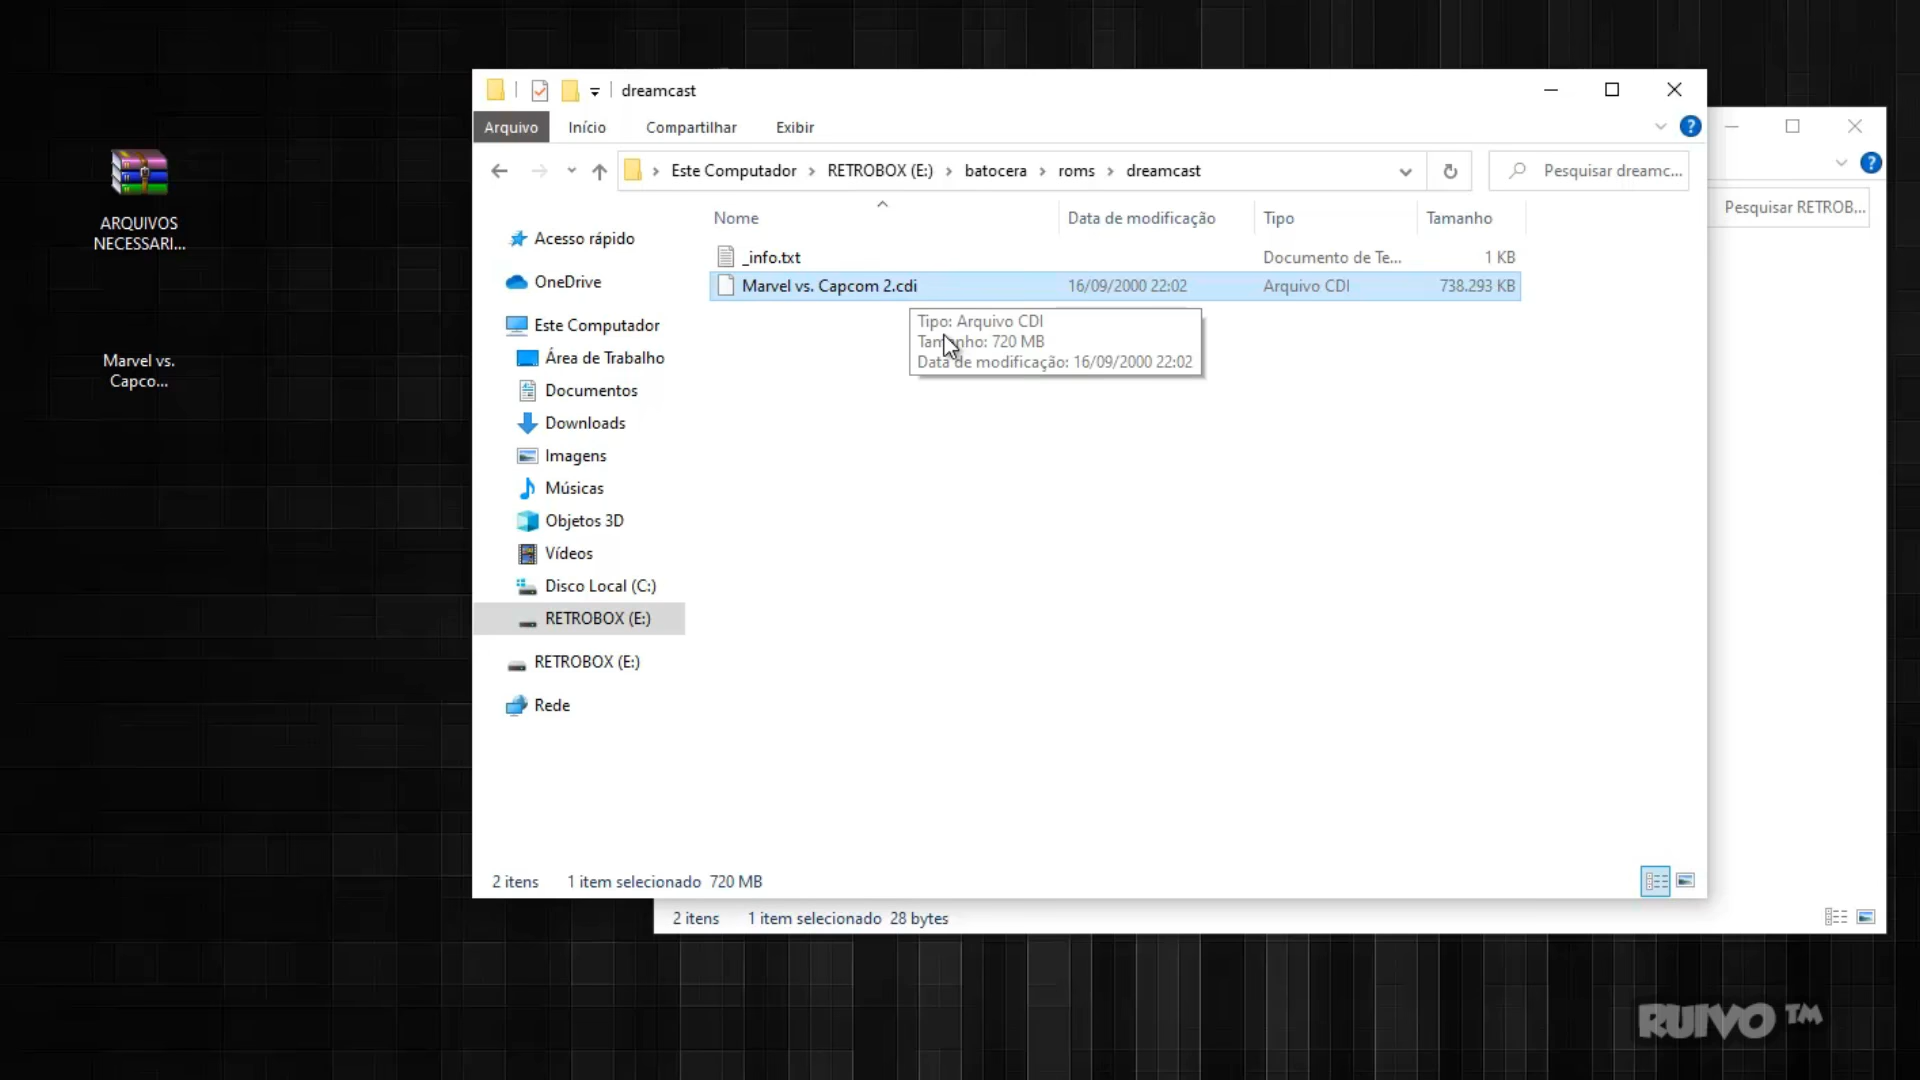 dreamcast
Arquivo Início Compartilhar Exibir
Este Computador RETROBOX (E:) batocera roms dreamcast
Pesquisar dreamc...
Pesquisar RETROB...
ARQUIVOS
NECESSARI...
Marvel vs.
Capco...
Nome Data de modificação Tipo Tamanho
_info.txt Documento de Te... 1 KB
Marvel vs. Capcom 2.cdi 16/09/2000 22:02 Arquivo CDI 738.293 KB
Tipo: Arquivo CDI
Tamanho: 720 MB
Data de modificação: 16/09/2000 22:02
Acesso rápido
OneDrive
Este Computador
Área de Trabalho
Documentos
Downloads
Imagens
Músicas
Objetos 3D
Vídeos
Disco Local (C:)
RETROBOX (E:)
RETROBOX (E:)
Rede
2 itens 1 item selecionado 720 MB
2 itens 1 item selecionado 28 bytes
RUIVO™